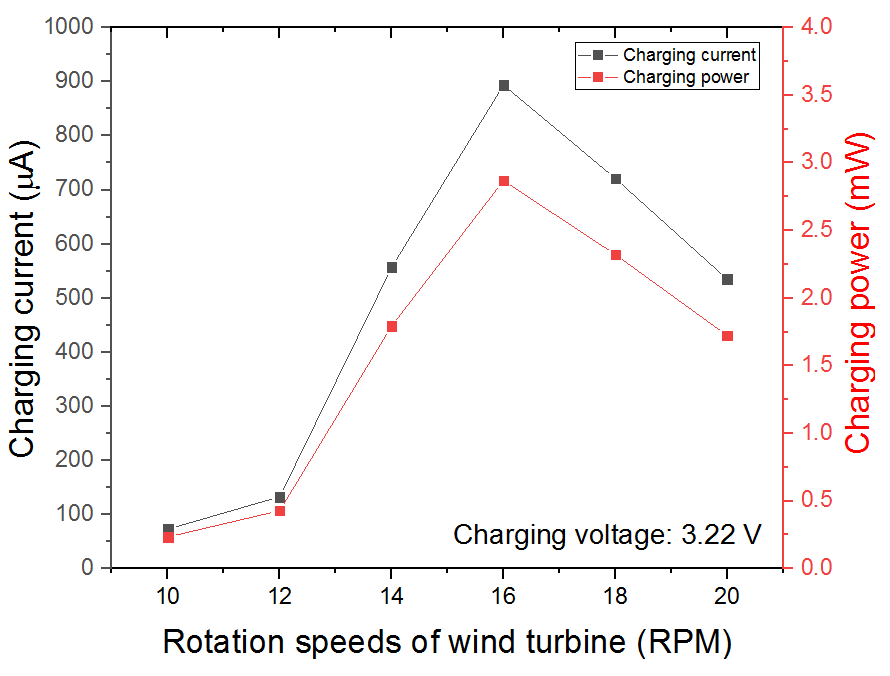 Charging current
Charging power
Charging current (μA)
1000
900
800
700
600
500
400
300
200
100
0
4.0
3.5
3.0
2.5
2.0
1.5
1.0
0.5
0.0
Charging power (mW)
Charging voltage: 3.22 V
10 12 14 16 18 20
Rotation speeds of wind turbine (RPM)